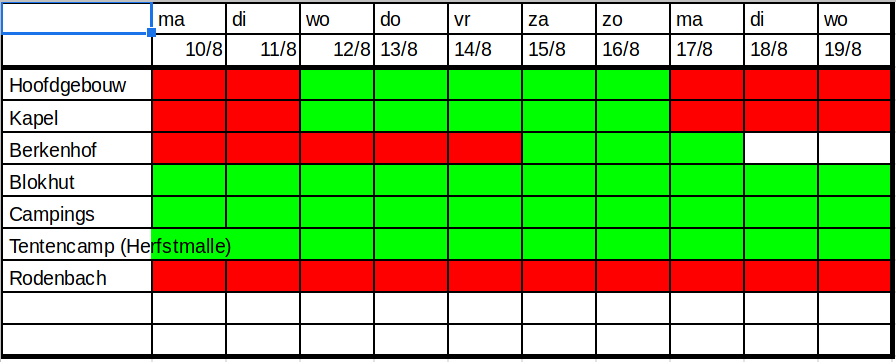 ma di wo do vr za zo ma di wo
10/8 11/8 12/8 13/8 14/8 15/8 16/8 17/8 18/8 19/8
Hoofdgebouw
Kapel
Berkenhof
Blokhut
Campings
Tentencamp (Herfstmalle)
Rodenbach